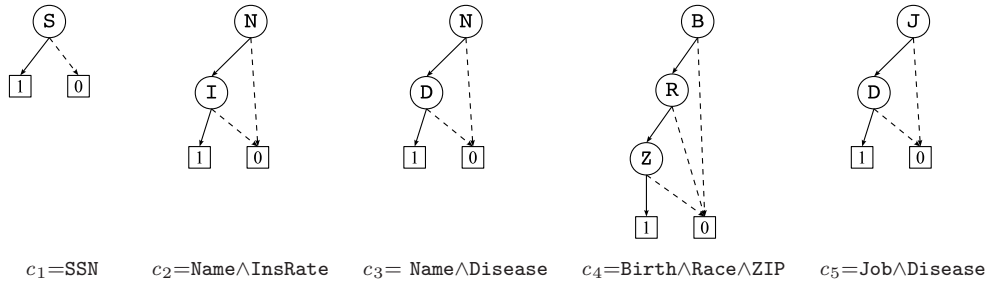 S
1 0
N
I
1 0
N
D
1 0
B
R
Z
1 0
J
D
1 0
c₁=SSN
c₂=Name∧InsRate
c₃= Name∧Disease
c₄=Birth∧Race∧ZIP
c₅=Job∧Disease